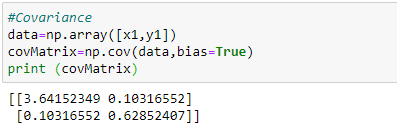 #Covariance
data=np.array([x1,y1])
covMatrix=np.cov(data,bias=True)
print (covMatrix)
[[3.64152349 0.10316552]
[0.10316552 0.62852407]]